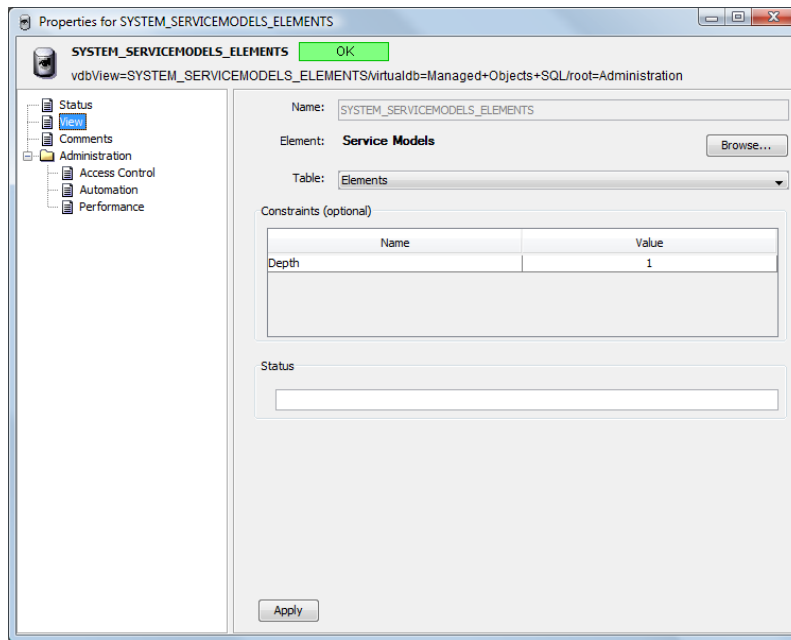 Properties for SYSTEM_SERVICEMODELS_ELEMENTS
SYSTEM_SERVICEMODELS_ELEMENTS OK
vdbView=SYSTEM_SERVICEMODELS_ELEMENTS/virtualdb=Managed+Objects+SQL/root=Administration
Status
View
Comments
Administration
Access Control
Automation
Performance
Name: SYSTEM_SERVICEMODELS_ELEMENTS
Element: Service Models Browse...
Table: Elements
Constraints (optional)
Name Value
Depth 1
Status
Apply